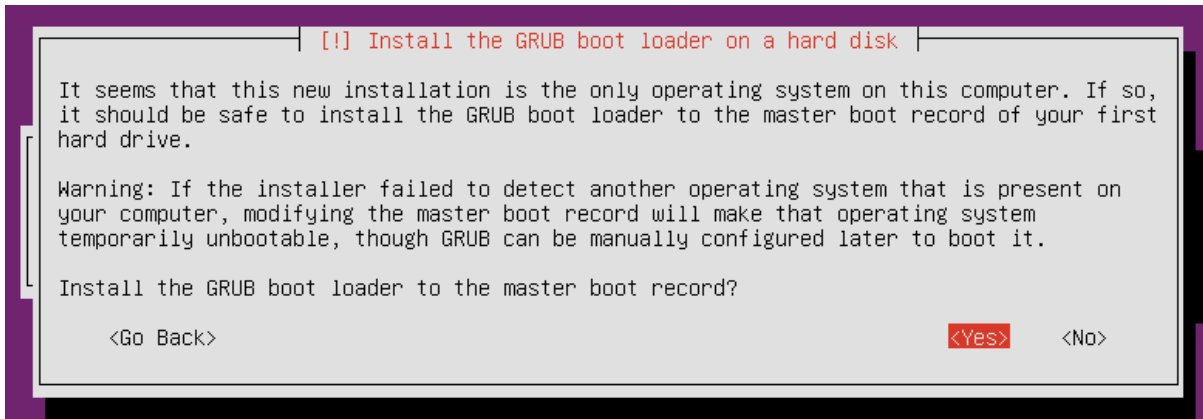 [!] Install the GRUB boot loader on a hard disk
It seems that this new installation is the only operating system on this computer. If so,
it should be safe to install the GRUB boot loader to the master boot record of your first
hard drive.
Warning: If the installer failed to detect another operating system that is present on
your computer, modifying the master boot record will make that operating system
temporarily unbootable, though GRUB can be manually configured later to boot it.
Install the GRUB boot loader to the master boot record?
<Go Back> <Yes> <No>